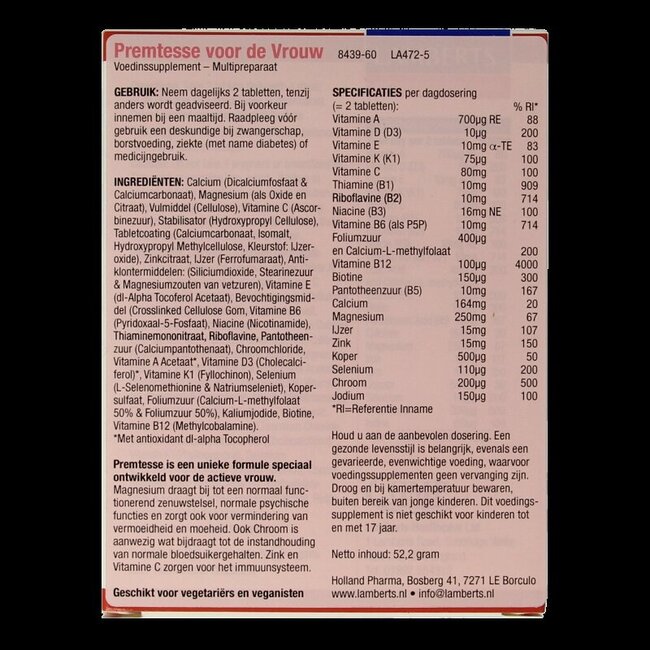 Premtesse voor de Vrouw 8439-60 LA472-5
Voedinssupplement – Multipreparaat
GEBRUIK: Neem dagelijks 2 tabletten, tenzij
anders wordt geadviseerd. Bij voorkeur
innemen bij een maaltijd. Raadpleeg vóór
gebruik een deskundige bij zwangerschap,
borstvoeding, ziekte (met name diabetes) of
medicijngebruik.
INGREDIËNTEN: Calcium (Dicalciumfosfaat &
Calciumcarbonaat), Magnesium (als Oxide en
Citraat), Vulmiddel (Cellulose), Vitamine C (Ascor-
binezuur), Stabilisator (Hydroxypropyl Cellulose),
Tabletcoating (Calciumcarbonaat, Isomalt,
Hydroxypropyl Methylcellulose, Kleurstof: IJzer-
oxide), Zinkcitraat, IJzer (Ferrofumaraat), Anti-
klontermiddelen: (Siliciumdioxide, Stearinezuur
& Magnesiumzouten van vetzuren), Vitamine E
(dl-Alpha Tocoferol Acetaat), Bevochtigingsmid-
del (Crosslinked Cellulose Gom, Vitamine B6
(Pyridoxaal-5-Fosfaat), Niacine (Nicotinamide),
Thiaminemononitraat, Riboflavine, Pantotheen-
zuur (Calciumpantothenaat), Chroomchloride,
Vitamine A Acetaat*, Vitamine D3 (Cholecalci-
ferol)*, Vitamine K1 (Fyllochinon), Selenium
(L-Selenomethionine & Natriumseleniet), Koper-
sulfaat, Foliumzuur (Calcium-L-methylfolaat
50% & Foliumzuur 50%), Kaliumjodide, Biotine,
Vitamine B12 (Methylcobalamine).
*Met antioxidant dl-alpha Tocopherol
Premtesse is een unieke formule speciaal
ontwikkeld voor de actieve vrouw.
Magnesium draagt bij tot een normaal func-
tionerend zenuwstelsel, normale psychische
functies en zorgt ook voor vermindering van
vermoeidheid en moeheid. Ook Chroom is
aanwezig wat bijdraagt tot de instandhouding
van normale bloedsuikergehalten. Zink en
Vitamine C zorgen voor het immuunsysteem.
Geschikt voor vegetariërs en veganisten
SPECIFICATIES per dagdosering
(= 2 tabletten): % RI*
Vitamine A 700µg RE 88
Vitamine D (D3) 10µg 200
Vitamine E 10mg α-TE 83
Vitamine K (K1) 75µg 100
Vitamine C 80mg 100
Thiamine (B1) 10mg 909
Riboflavine (B2) 10mg 714
Niacine (B3) 16mg NE 100
Vitamine B6 (als P5P) 10mg 714
Foliumzuur 400µg
en Calcium-L-methylfolaat 200
Vitamine B12 100µg 4000
Biotine 150µg 300
Pantotheenzuur (B5) 10mg 167
Calcium 164mg 20
Magnesium 250mg 67
IJzer 15mg 107
Zink 15mg 150
Koper 500µg 50
Selenium 110µg 200
Chroom 200µg 500
Jodium 150µg 100
*RI=Referentie Inname
Houd u aan de aanbevolen dosering. Een
gezonde levensstijl is belangrijk, evenals een
gevarieerde, evenwichtige voeding, waarvoor
voedingssupplementen geen vervanging zijn.
Droog en bij kamertemperatuur bewaren,
buiten bereik van jonge kinderen. Dit voedings-
supplement is niet geschikt voor kinderen tot
en met 17 jaar.
Netto inhoud: 52,2 gram
Holland Pharma, Bosberg 41, 7271 LE Borculo
www.lamberts.nl • info@lamberts.nl